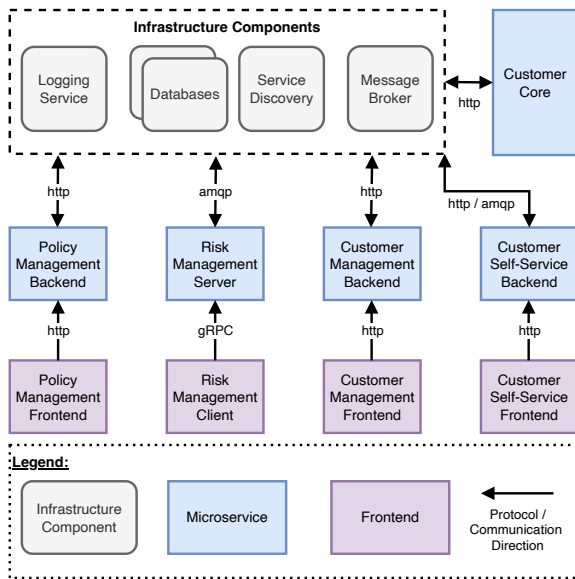 Infrastructure Components
Logging
Service
Databases
Service
Discovery
Message
Broker
Customer
Core
http
http
amqp
http
http / amqp
Policy
Management
Backend
Risk
Management
Server
Customer
Management
Backend
Customer
Self-Service
Backend
http
gRPC
http
http
Policy
Management
Frontend
Risk
Management
Client
Customer
Management
Frontend
Customer
Self-Service
Frontend
Legend:
Infrastructure
Component
Microservice
Frontend
Protocol /
Communication
Direction